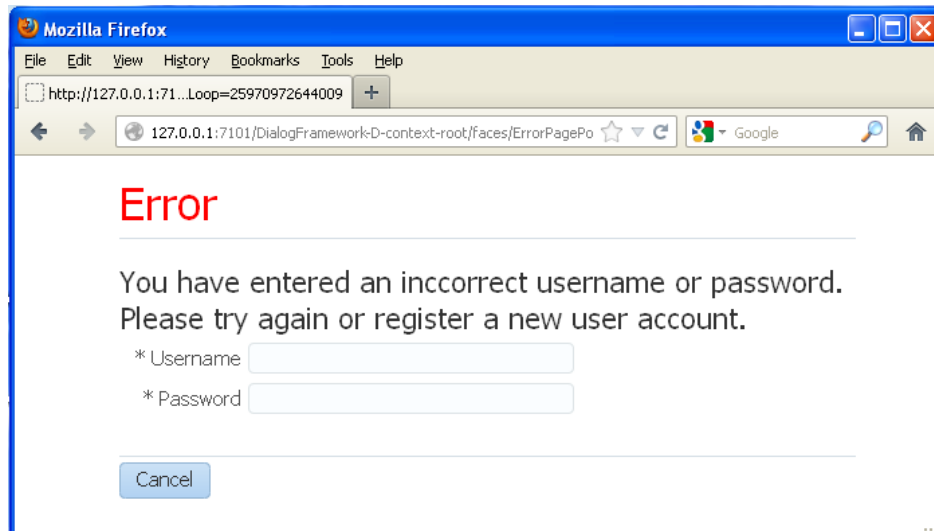 Mozilla Firefox
File Edit View History Bookmarks Tools Help
http://127.0.0.1:71...Loop=25970972644009
127.0.0.1:7101/DialogFramework-D-context-root/faces/ErrorPagePo Google
Error
You have entered an inccorrect username or password.
Please try again or register a new user account.
* Username
* Password
Cancel